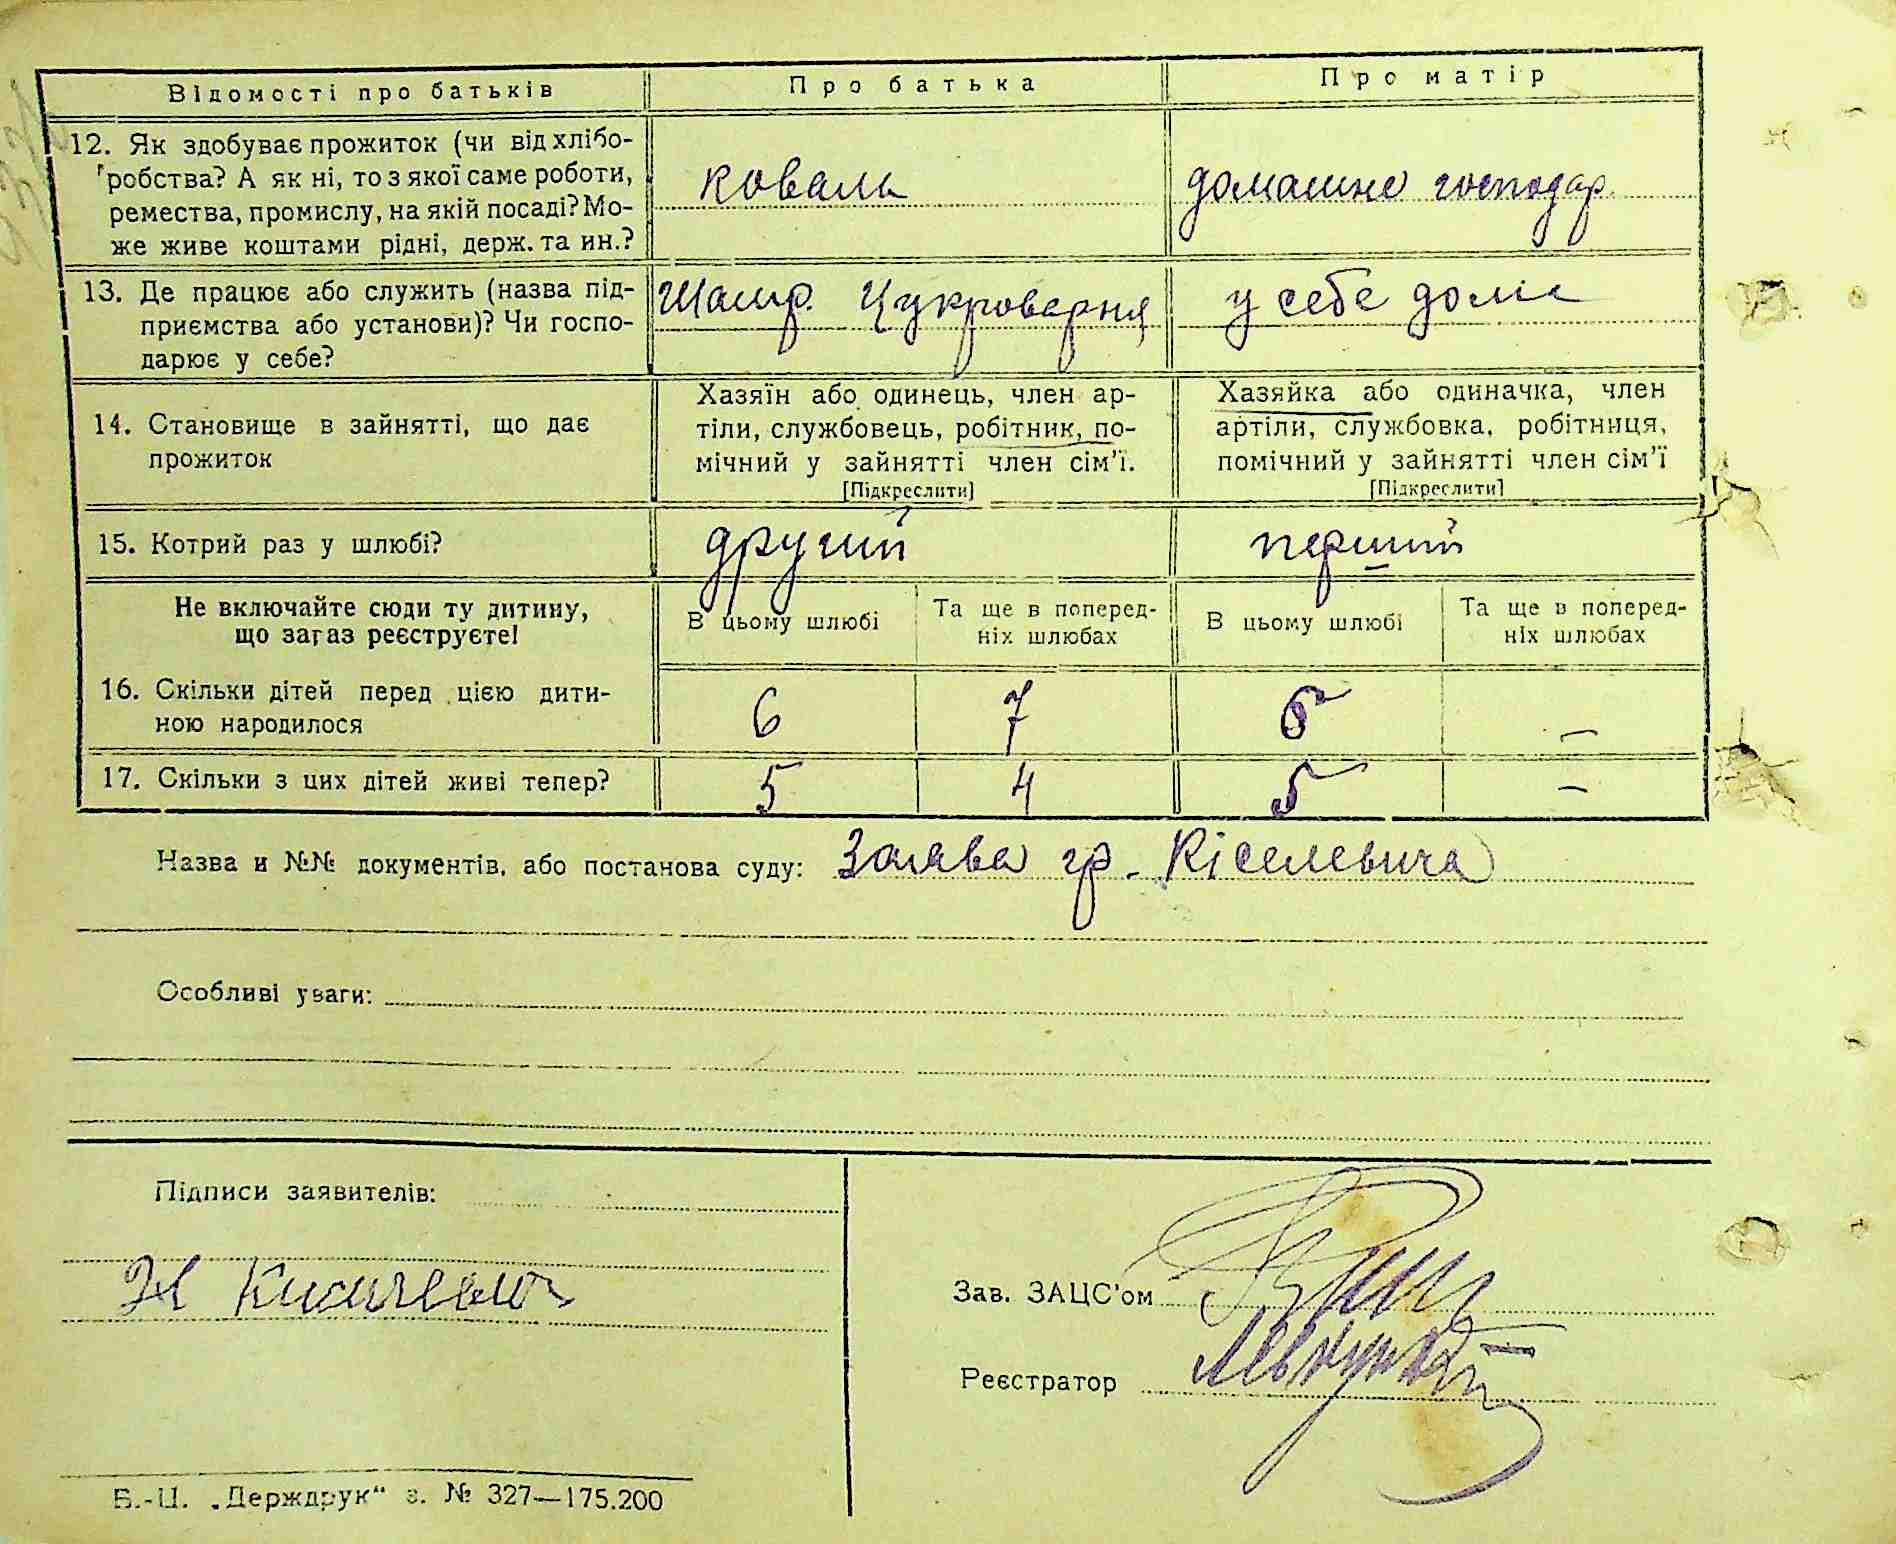 Відомості про батьків
Про батька
Про матір
12. Як здобуває прожиток (чи від хлібо-
робства? А як ні, то з якої саме роботи,
ремества, промислу, на якій посаді? Мо-
же живе коштами рідні, держ. та ин.?
коваль
домашнє господар.
13. Де працює або служить (назва під-
приємства або установи)? Чи госпо-
дарює у себе?
Шамр. Цукроварня
у себе дома
14. Становище в зайнятті, що дає
прожиток
Хазяїн або одинець, член ар-
тіли, службовець, робітник, по-
мічний у зайнятті член сім'ї.
[Підкреслити]
Хазяйка або одиначка, член
артіли, службовка, робітниця,
помічний у зайнятті член сім'ї
[Підкреслити]
15. Котрий раз у шлюбі?
другий
перший
Не включайте сюди ту дитину,
що зараз реєструєте!
В цьому шлюбі
Та ще в поперед-
ніх шлюбах
В цьому шлюбі
Та ще в поперед-
ніх шлюбах
16. Скільки дітей перед цією дити-
ною народилося
6
7
–
17. Скільки з цих дітей живі тепер?
5
4
5
–
Назва и №№ документів, або постанова суду: Заява гр. Кіселевича
Особливі уваги:
Підписи заявителів:
Зав. ЗАЦС'ом
Реєстратор
Б.-Ц. „Держдрук“ з. № 327—175.200